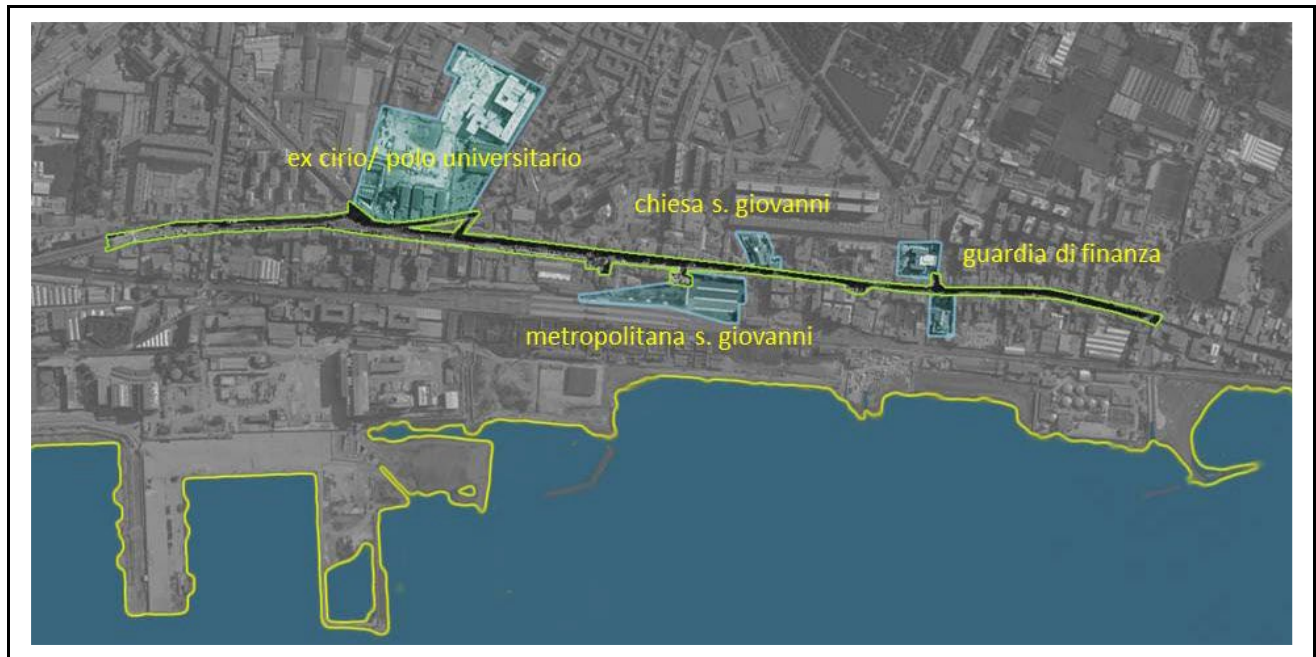 ex cirio/ polo universitario
chiesa s. giovanni
guardia di finanza
metropolitana s. giovanni